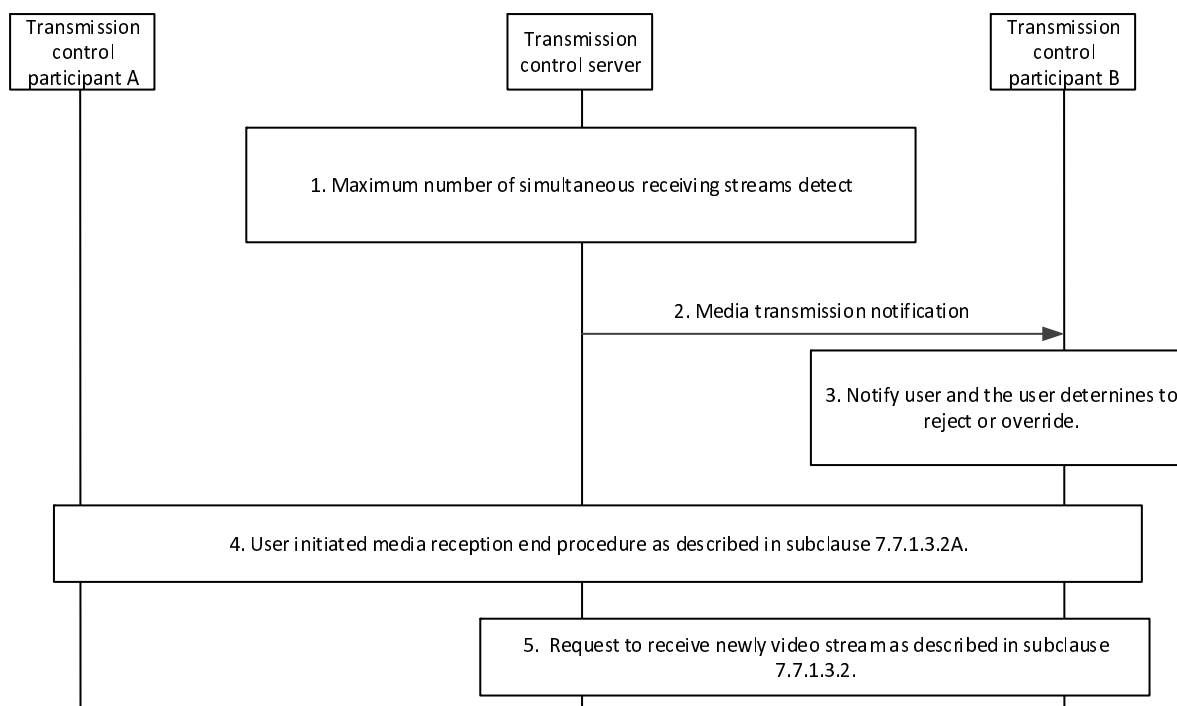 Transmission
control
participant A
Transmission
control server
Transmission
control
participant B
1. Maximum number of simultaneous receiving streams detect
2. Media transmission notification
3. Notify user and the user deternines to
reject or override.
4. User initiated media reception end procedure as described in subclause 7.7.1.3.2A.
5. Request to receive newly video stream as described in subclause
7.7.1.3.2.